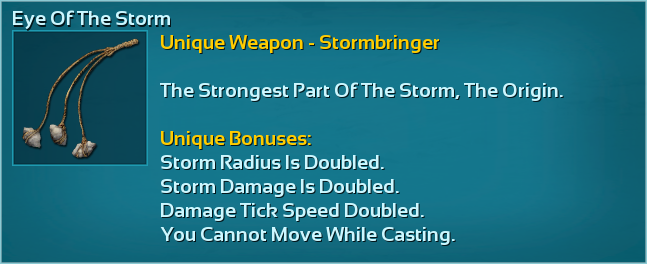 Eye Of The Storm
Unique Weapon - Stormbringer
The Strongest Part Of The Storm, The Origin.
Unique Bonuses:
Storm Radius Is Doubled.
Storm Damage Is Doubled.
Damage Tick Speed Doubled.
You Cannot Move While Casting.